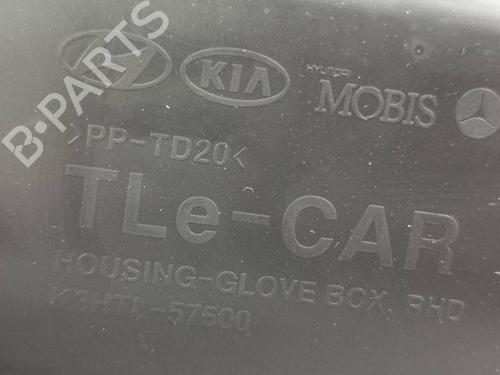 B-PARTS
KIA
HYUNDAI
MOBIS
>PP-TD20<
TLe-CAR
HOUSING-GLOVE BOX, RHD
K3HTL-57500